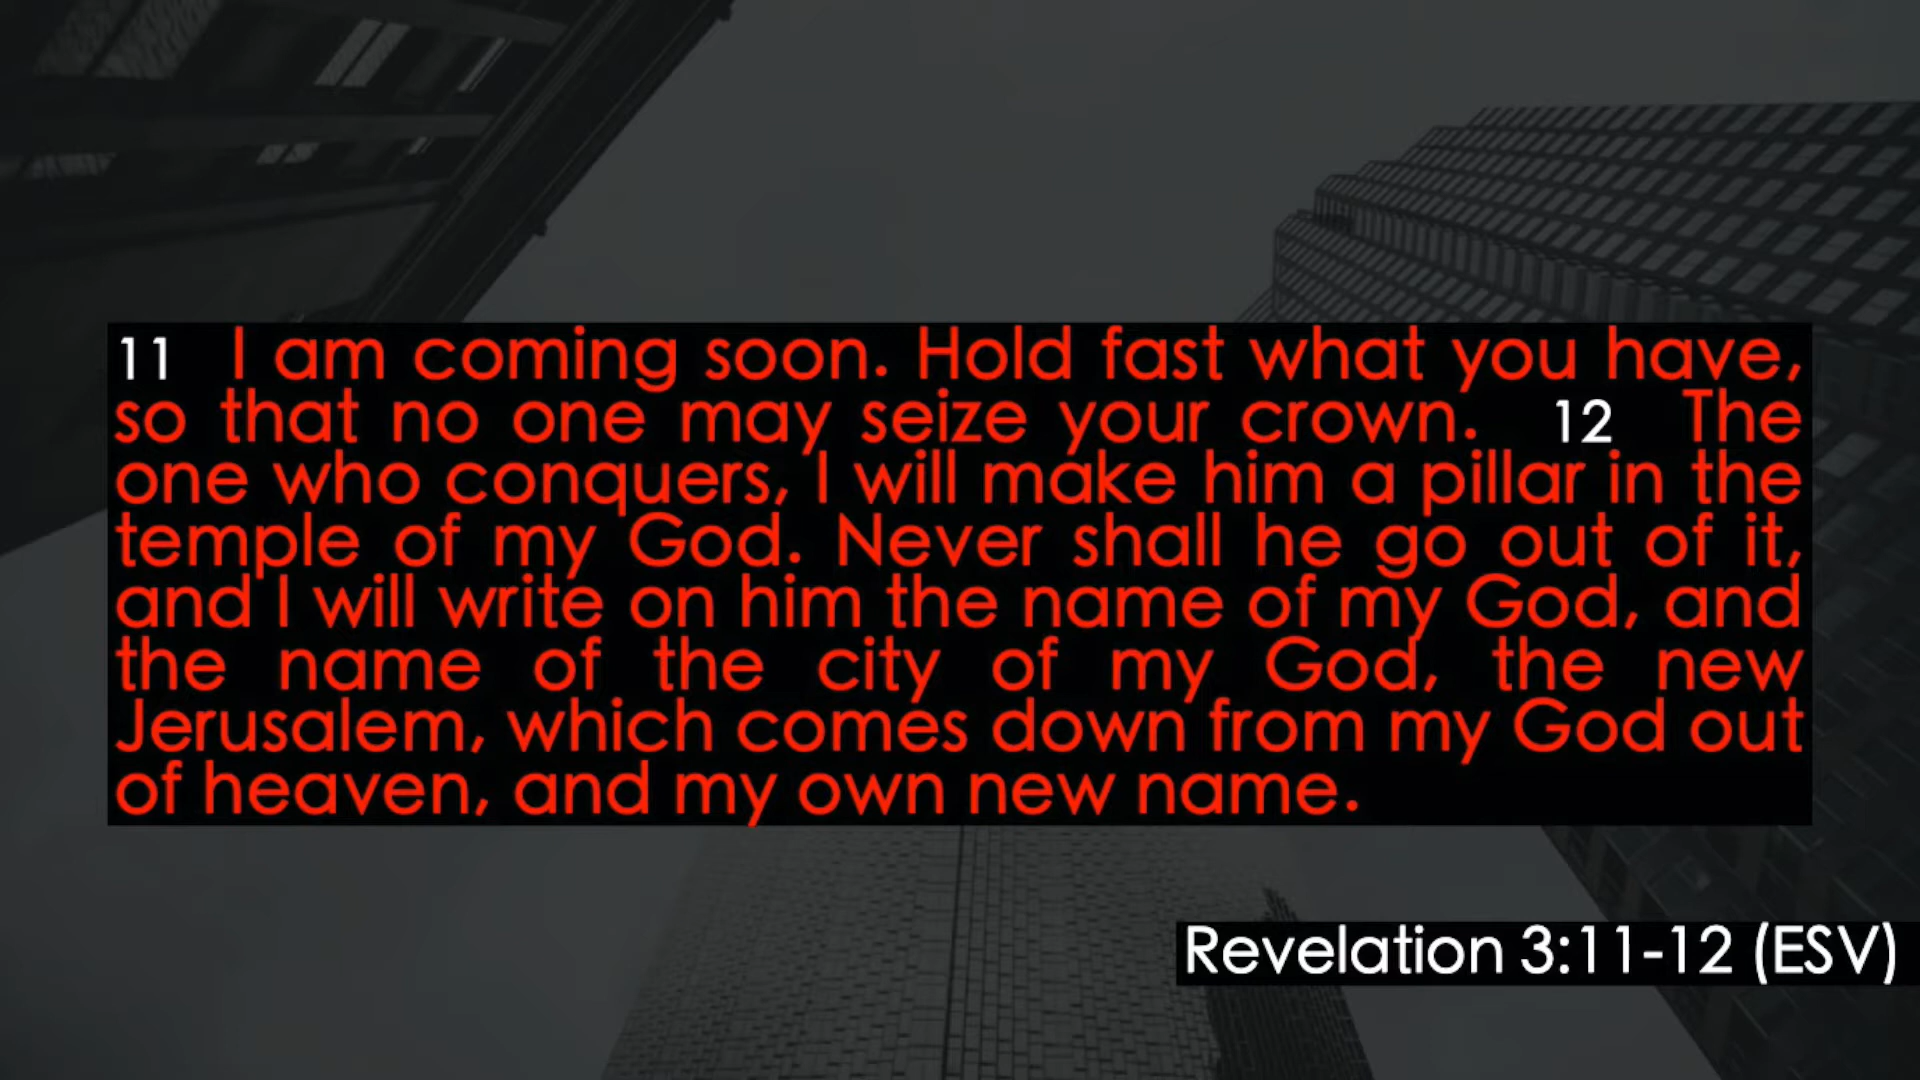 11 I am coming soon. Hold fast what you have,
so that no one may seize your crown. 12 The
one who conquers, I will make him a pillar in the
temple of my God. Never shall he go out of it,
and I will write on him the name of my God, and
the name of the city of my God, the new
Jerusalem, which comes down from my God out
of heaven, and my own new name.
Revelation 3:11-12 (ESV)